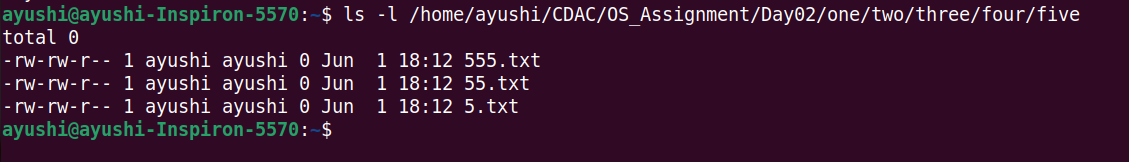 ayushi@ayushi-Inspiron-5570:~$ ls -l /home/ayushi/CDAC/OS_Assignment/Day02/one/two/three/four/five
total 0
-rw-rw-r-- 1 ayushi ayushi 0 Jun  1 18:12 555.txt
-rw-rw-r-- 1 ayushi ayushi 0 Jun  1 18:12 55.txt
-rw-rw-r-- 1 ayushi ayushi 0 Jun  1 18:12 5.txt
ayushi@ayushi-Inspiron-5570:~$